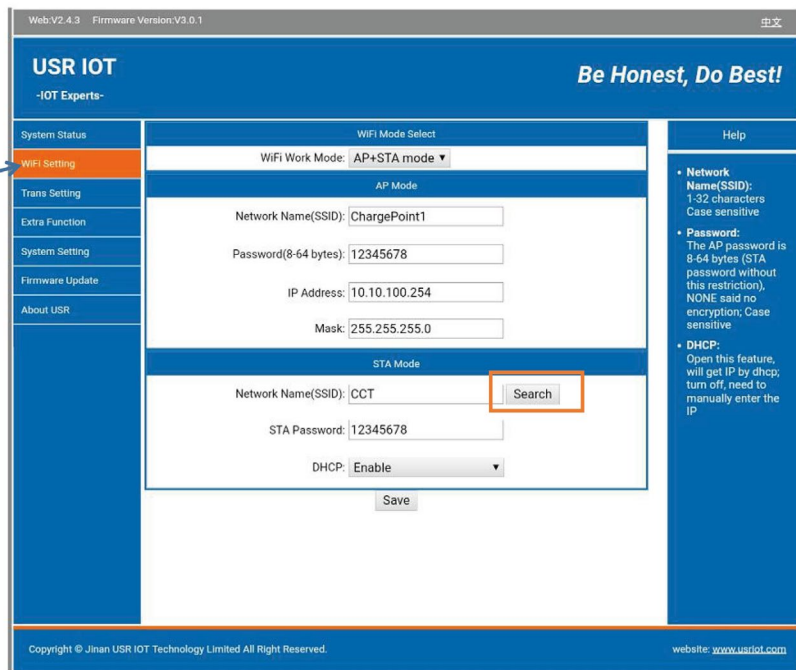 Web:V2.4.3 Firmware Version:V3.0.1
中文
USR IOT
-IOT Experts-
Be Honest, Do Best!
System Status
WiFi Setting
Trans Setting
Extra Function
System Setting
Firmware Update
About USR
WiFi Mode Select
WiFi Work Mode: AP+STA mode
AP Mode
Network Name(SSID): ChargePoint1
Password(8-64 bytes): 12345678
IP Address: 10.10.100.254
Mask: 255.255.255.0
STA Mode
Network Name(SSID): CCT Search
STA Password: 12345678
DHCP: Enable
Save
Help
• Network
Name(SSID):
1-32 characters
Case sensitive
• Password:
The AP password is
8-64 bytes (STA
password without
this restriction),
NONE said no
encryption; Case
sensitive
• DHCP:
Open this feature,
will get IP by dhcp;
turn off, need to
manually enter the
IP
Copyright © Jinan USR IOT Technology Limited All Right Reserved.
website: www.usriot.com